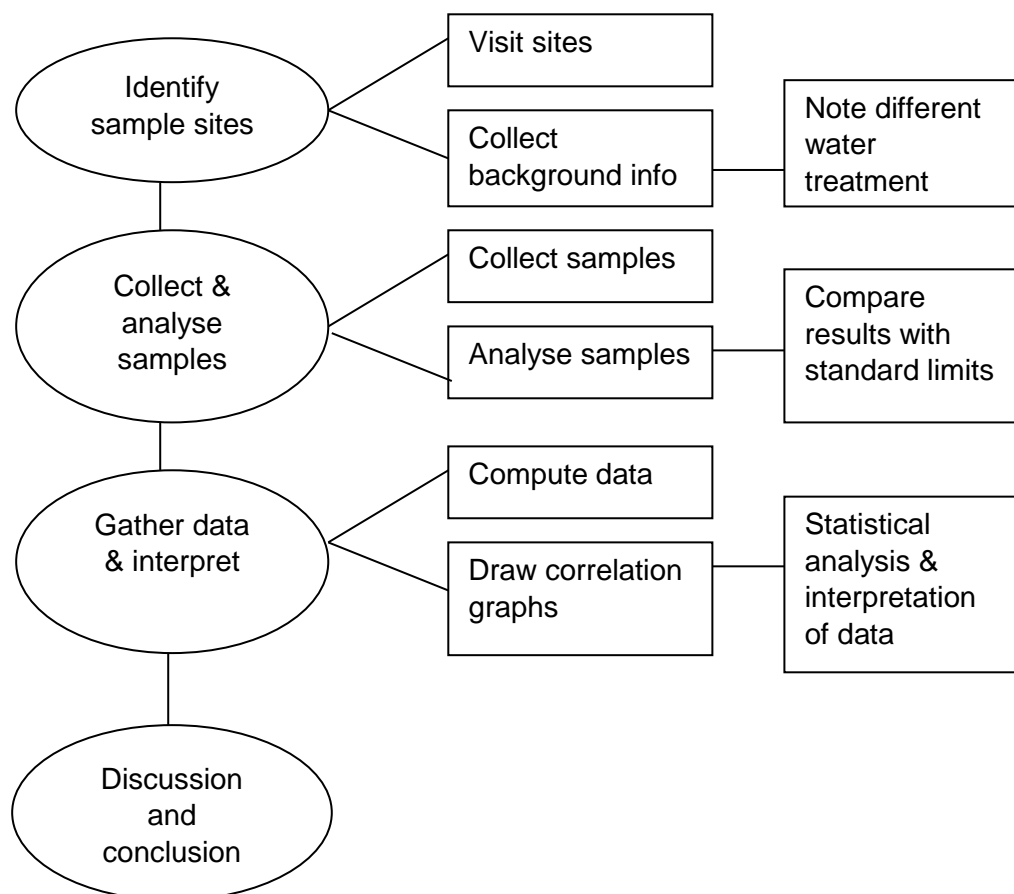 Identify
sample sites
Visit sites
Collect
background info
Note different
water
treatment
Collect &
analyse
samples
Collect samples
Analyse samples
Compare
results with
standard limits
Gather data
& interpret
Compute data
Draw correlation
graphs
Statistical
analysis &
interpretation
of data
Discussion
and
conclusion